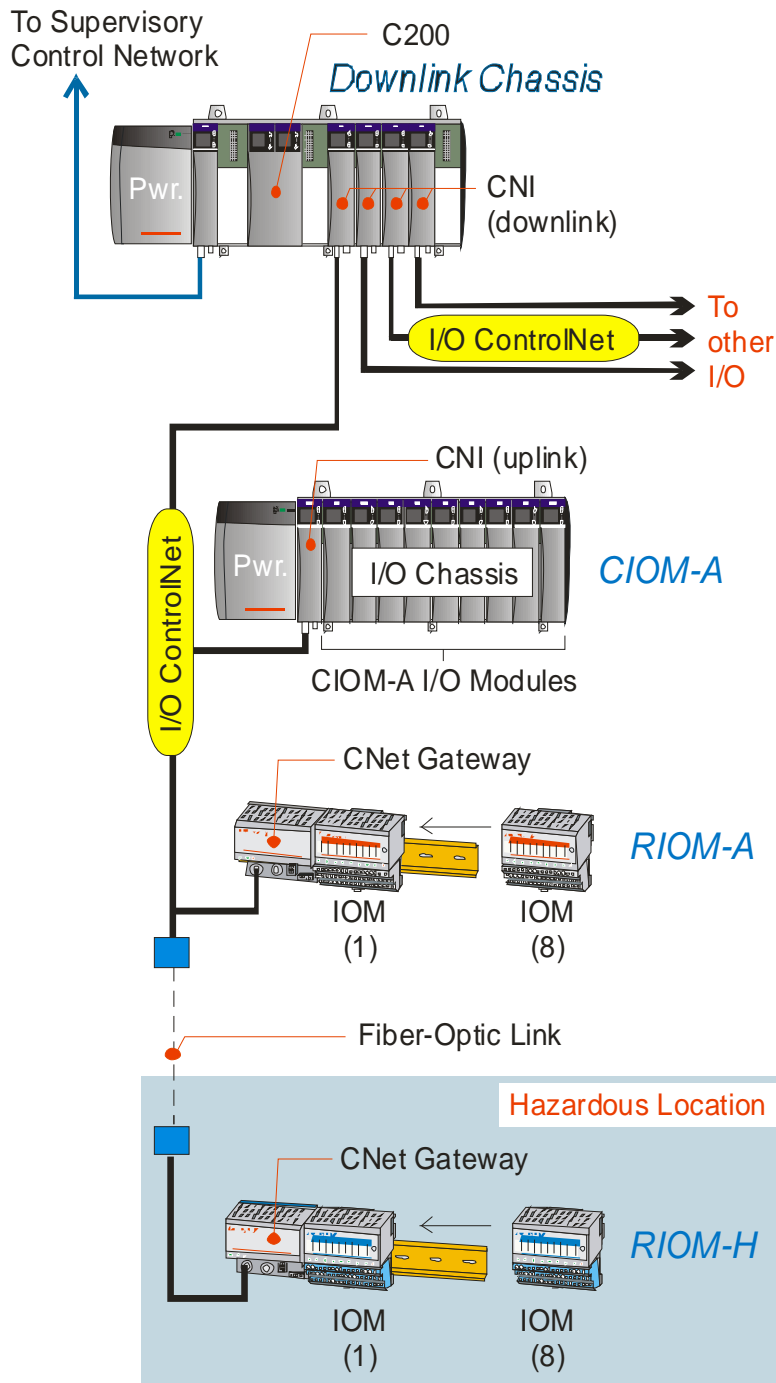 To Supervisory
Control Network
C200
Downlink Chassis
Pwr.
CNI
(downlink)
To
other
I/O
I/O ControlNet
CNI (uplink)
Pwr.
I/O Chassis
CIOM-A
I/O ControlNet
CIOM-A I/O Modules
CNet Gateway
RIOM-A
IOM
(1)
IOM
(8)
Fiber-Optic Link
Hazardous Location
CNet Gateway
RIOM-H
IOM
(1)
IOM
(8)